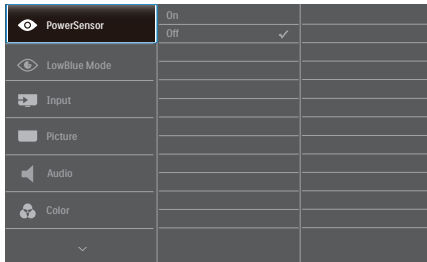 PowerSensor
On
Off
LowBlue Mode
Input
Picture
Audio
Color